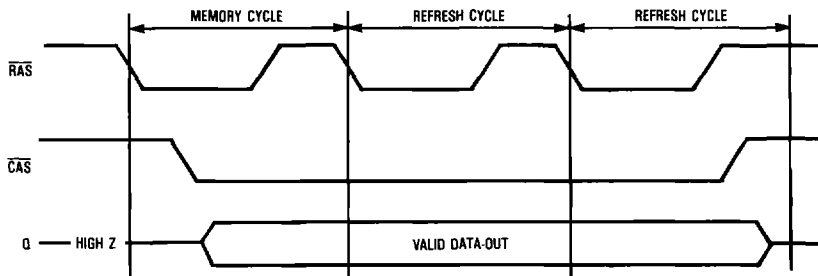 MEMORY CYCLE REFRESH CYCLE REFRESH CYCLE
RAS
CAS
Q HIGH Z VALID DATA-OUT